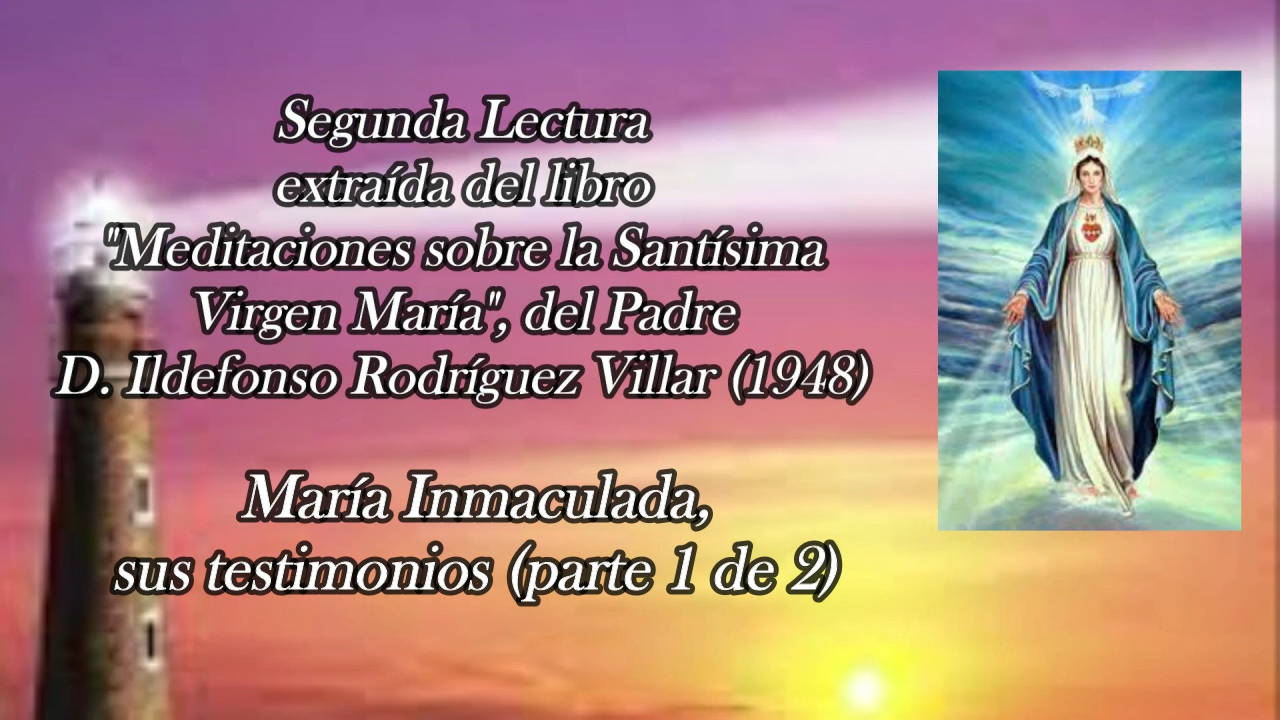 Segunda Lectura
extraída del libro
"Meditaciones sobre la Santísima
Virgen María", del Padre
D. Ildefonso Rodríguez Villar (1948)
María Inmaculada,
sus testimonios (parte 1 de 2)